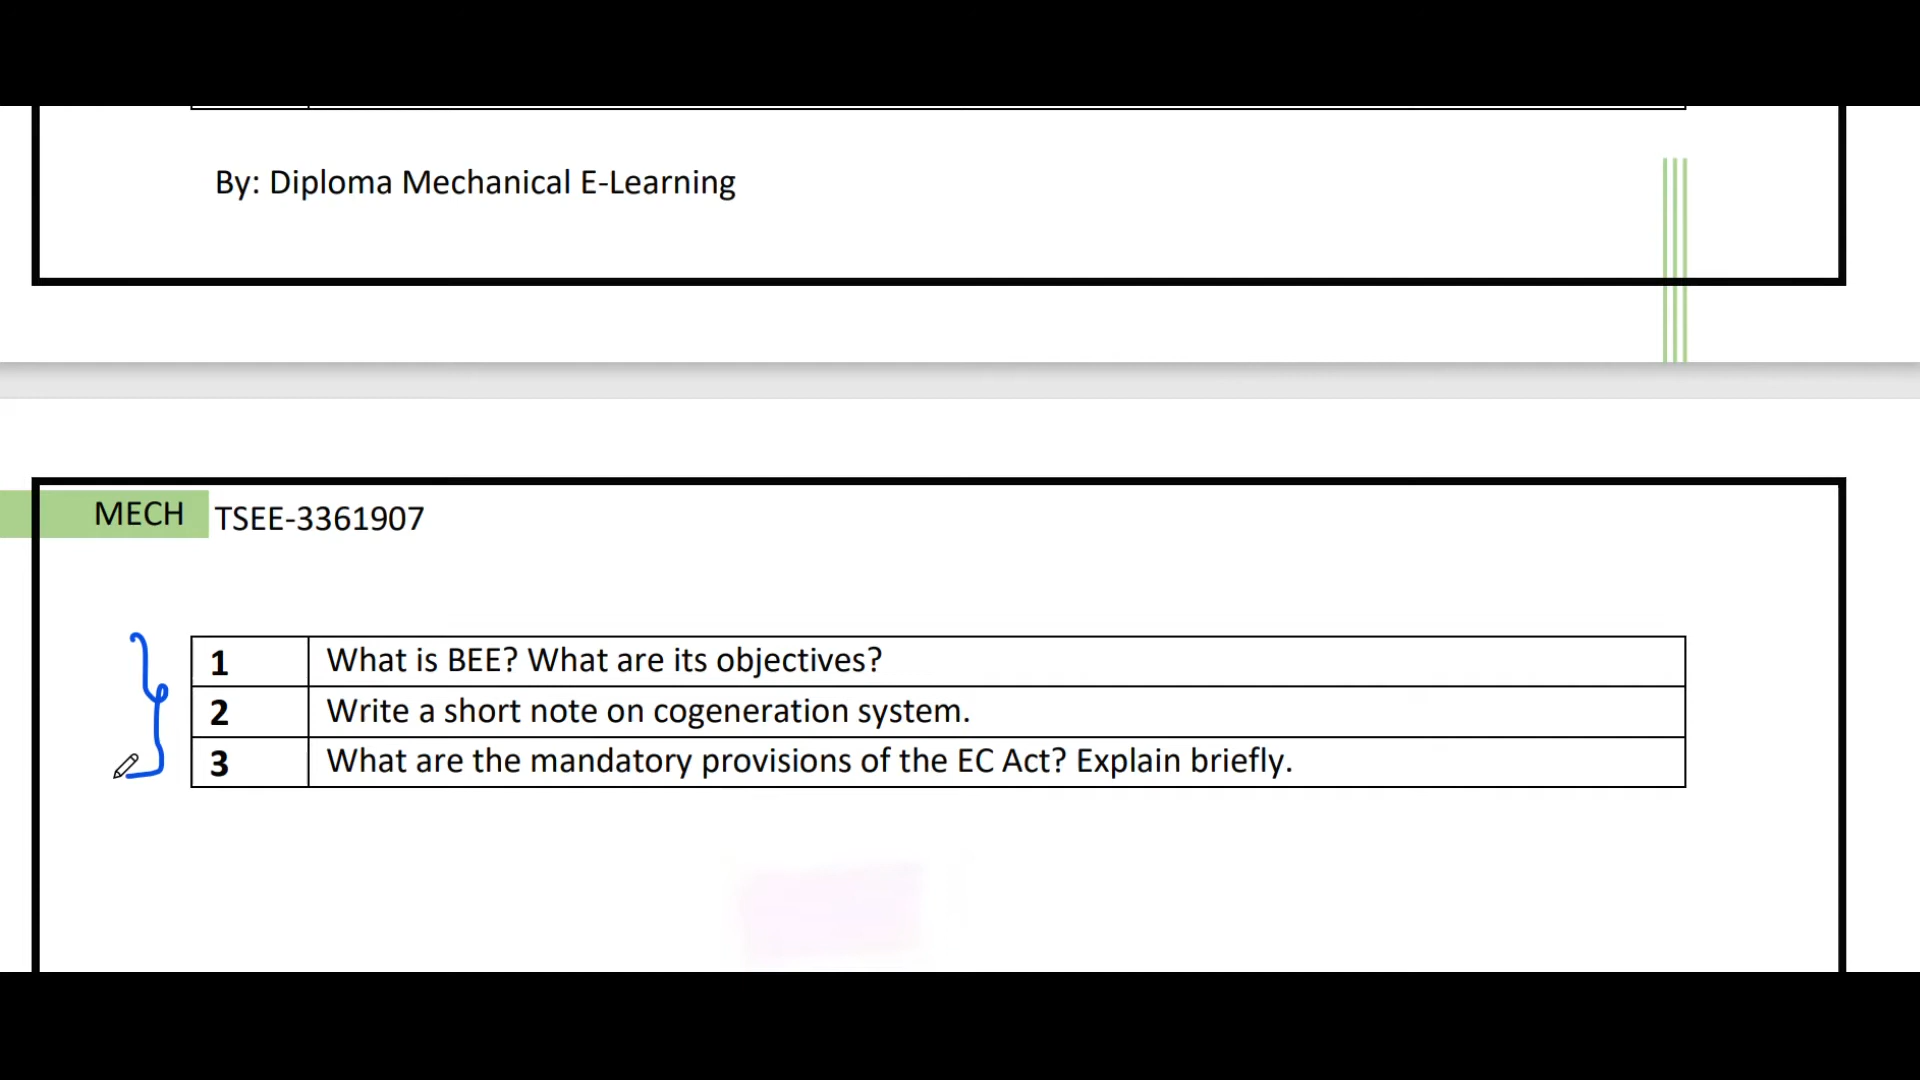 By: Diploma Mechanical E-Learning
MECH TSEE-3361907
1 What is BEE? What are its objectives?
2 Write a short note on cogeneration system.
3 What are the mandatory provisions of the EC Act? Explain briefly.